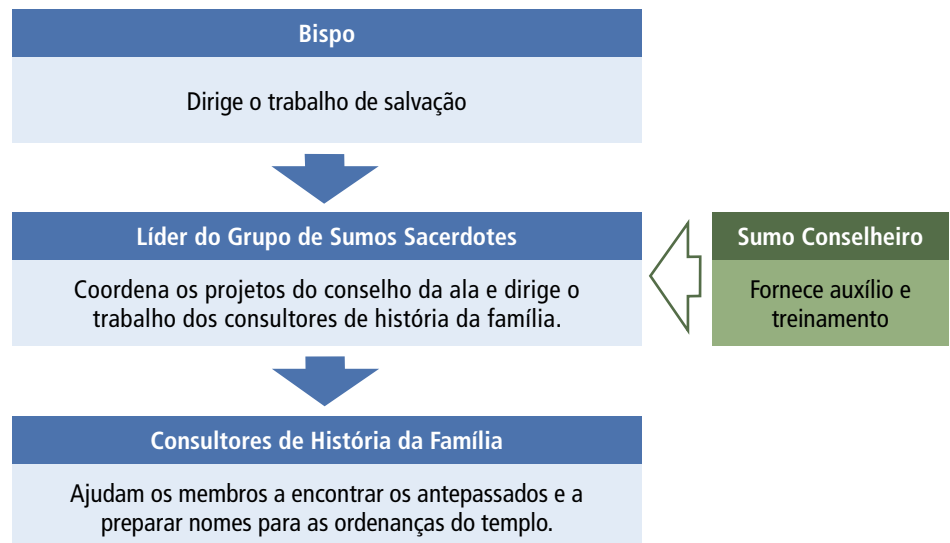 Bispo
Dirige o trabalho de salvação
Líder do Grupo de Sumos Sacerdotes
Coordena os projetos do conselho da ala e dirige o
trabalho dos consultores de história da família.
Sumo Conselheiro
Fornece auxílio e
treinamento
Consultores de História da Família
Ajudam os membros a encontrar os antepassados e a
preparar nomes para as ordenanças do templo.